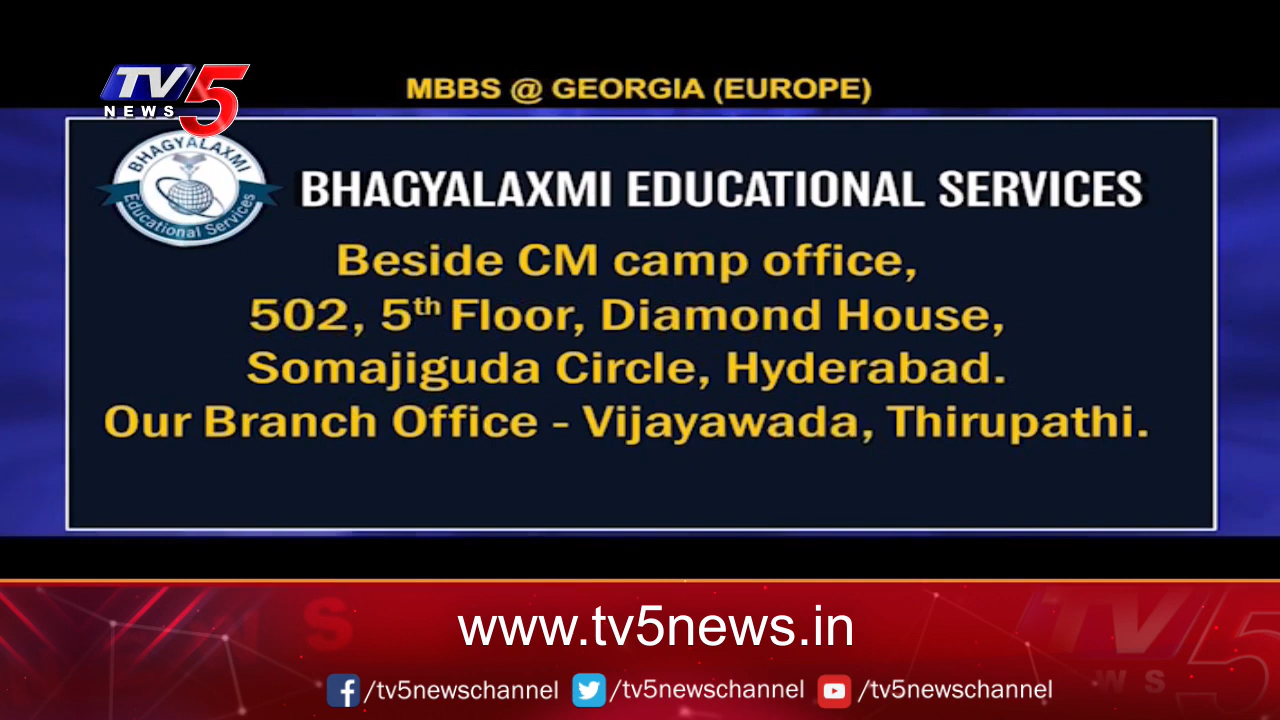 MBBS @ GEORGIA (EUROPE)
TV5
NEWS
BHAGYALAXMI
Educational Services
BHAGYALAXMI EDUCATIONAL SERVICES
Beside CM camp office,
502, 5th Floor, Diamond House,
Somajiguda Circle, Hyderabad.
Our Branch Office - Vijayawada, Thirupathi.
www.tv5news.in
/tv5newschannel /tv5newschannel /tv5newschannel